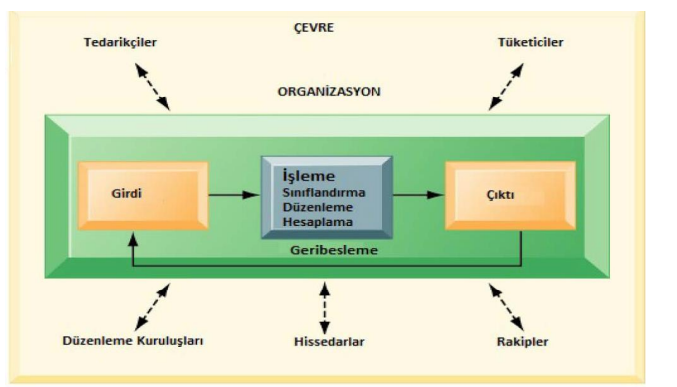 ÇEVRE
Tedarikçiler
Tüketiciler
ORGANİZASYON
Girdi
İşleme
Sınıflandırma
Düzenleme
Hesaplama
Çıktı
Geribesleme
Düzenleme Kuruluşları
Hissedarlar
Rakipler